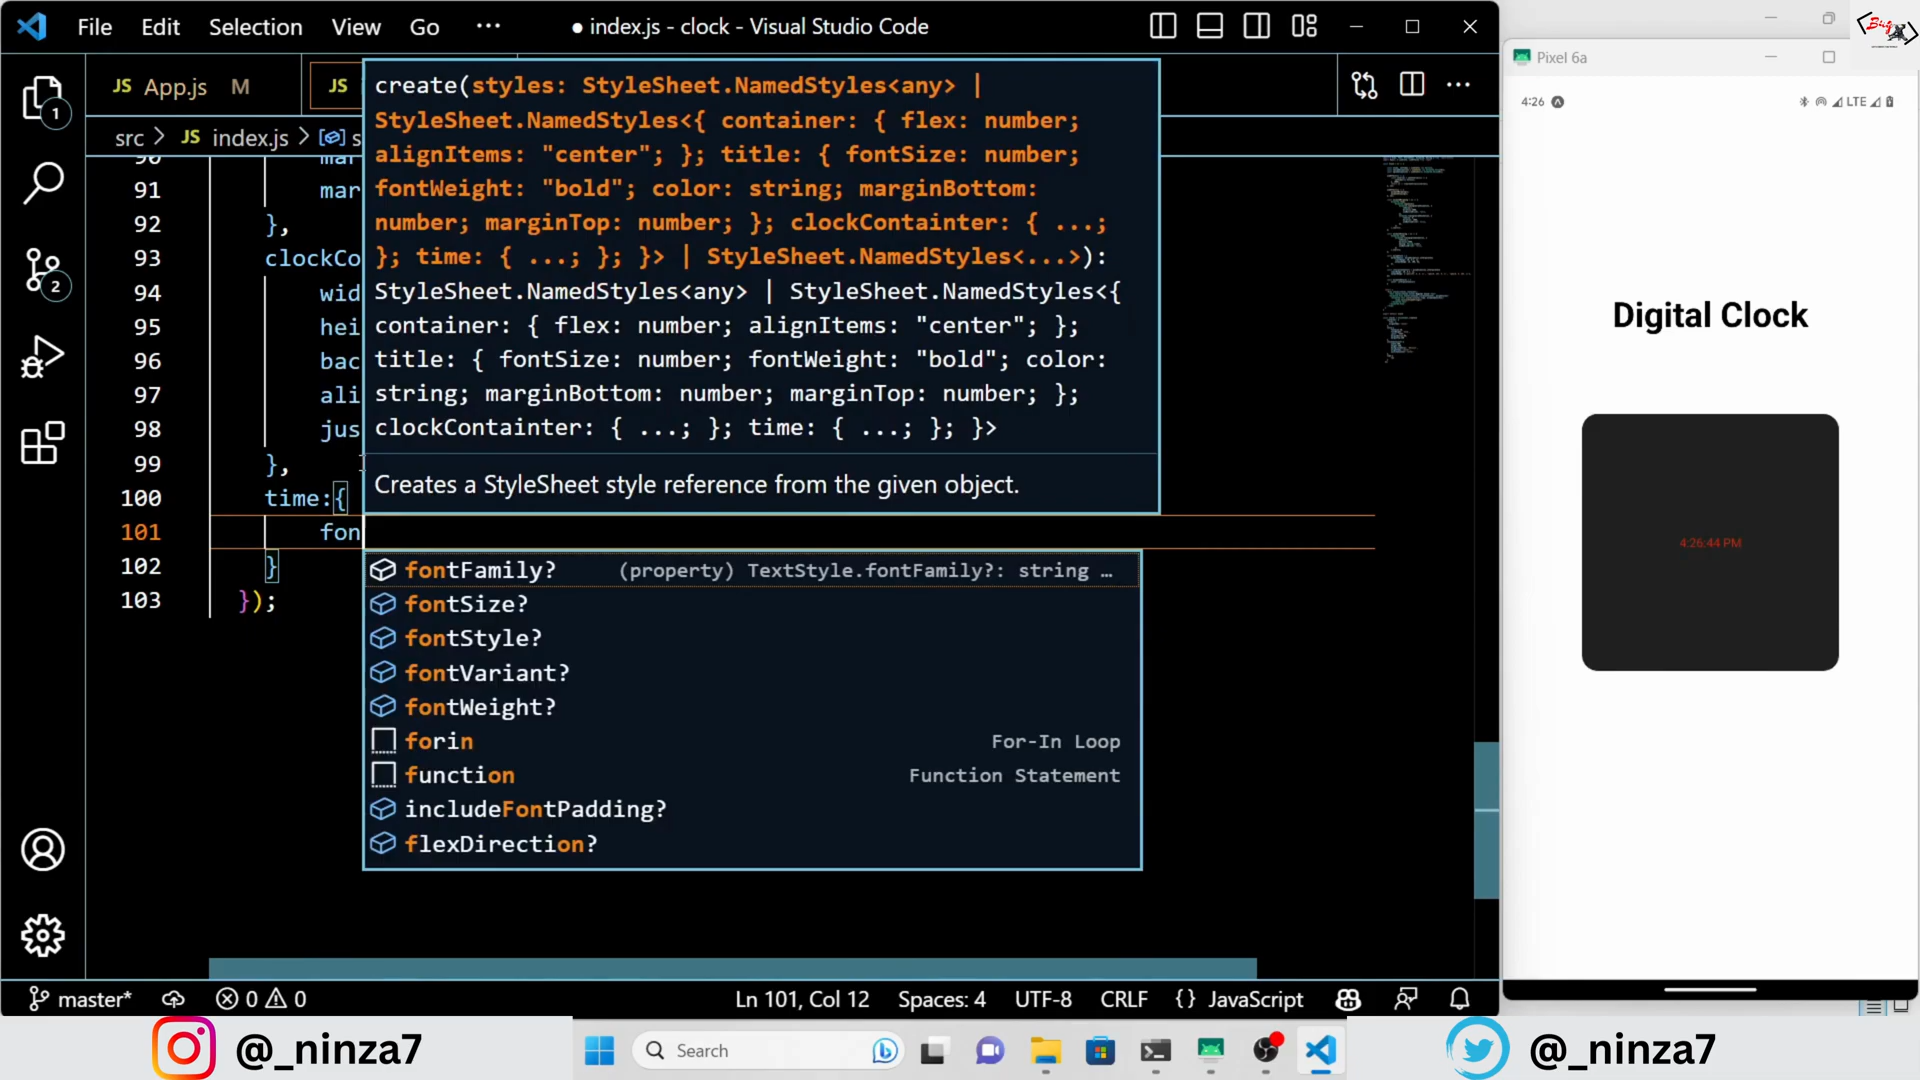 File Edit Selection View Go ···
● index.js - clock - Visual Studio Code
JS App.js M
JS
src > JS index.js > s
create(styles: StyleSheet.NamedStyles<any> |
StyleSheet.NamedStyles<{ container: { flex: number;
alignItems: "center"; }; title: { fontSize: number;
fontWeight: "bold"; color: string; marginBottom:
number; marginTop: number; }; clockContainter: { ...;
}; time: { ...; }; }> | StyleSheet.NamedStyles<...>):
StyleSheet.NamedStyles<any> | StyleSheet.NamedStyles<{
container: { flex: number; alignItems: "center"; };
title: { fontSize: number; fontWeight: "bold"; color:
string; marginBottom: number; marginTop: number; };
clockContainter: { ...; }; time: { ...; }; }>
Creates a StyleSheet style reference from the given object.
90 mar
91 mar
92 },
93 clockCo
94 wid
95 hei
96 bac
97 ali
98 jus
99 },
100 time:{
101 fon
102 }
103 });
fontFamily? (property) TextStyle.fontFamily?: string …
fontSize?
fontStyle?
fontVariant?
fontWeight?
forin For-In Loop
function Function Statement
includeFontPadding?
flexDirection?
1
2
master* 0 0 Ln 101, Col 12 Spaces: 4 UTF-8 CRLF {} JavaScript
Pixel 6a
4:26 LTE
Digital Clock
4:26:44 PM
Bug
@_ninza7
Search
@_ninza7